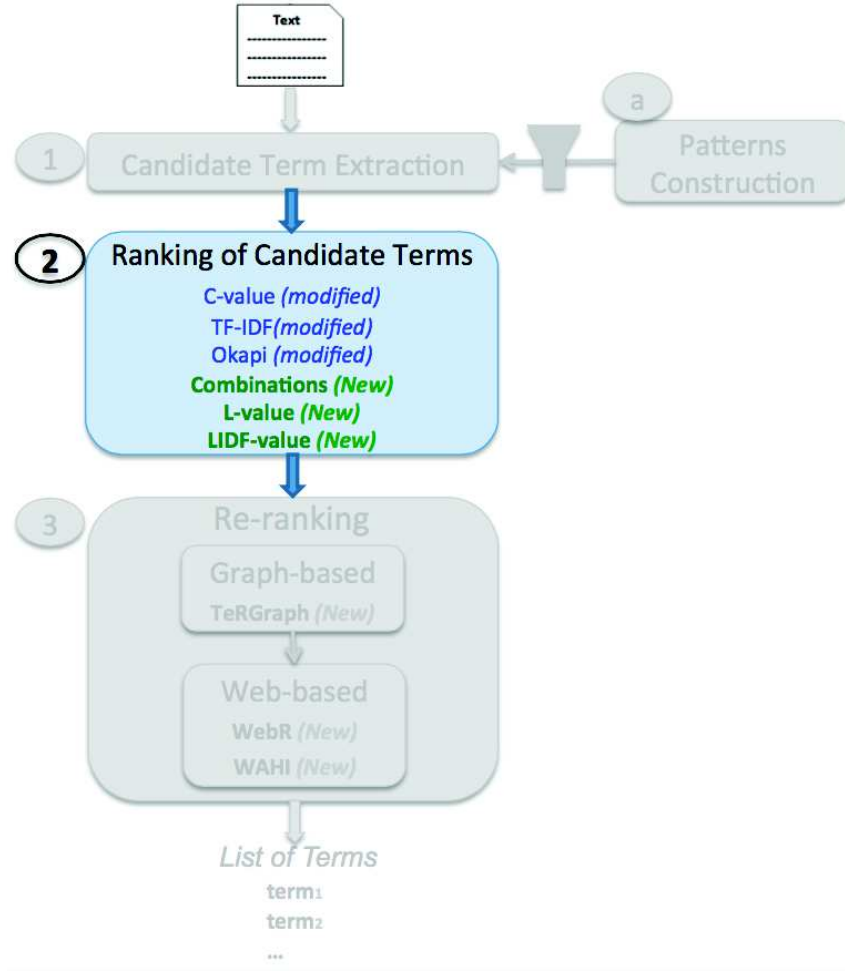 Text
a
1
Candidate Term Extraction
Patterns
Construction
2
Ranking of Candidate Terms
C-value (modified)
TF-IDF(modified)
Okapi (modified)
Combinations (New)
L-value (New)
LIDF-value (New)
3
Re-ranking
Graph-based
TeRGraph (New)
Web-based
WebR (New)
WAHI (New)
List of Terms
term₁
term₂
...